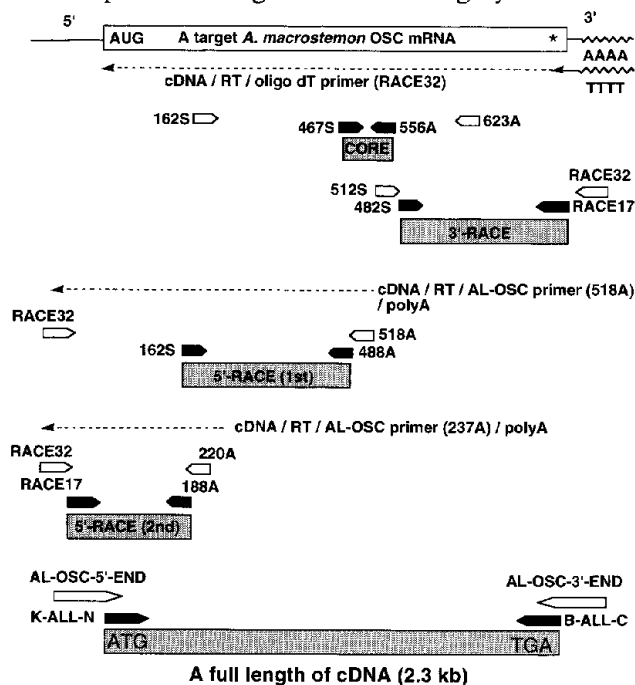 5' 3'
AUG A target A. macrostemon OSC mRNA *
AAAA
cDNA / RT / oligo dT primer (RACE32)
TTTT
162S 467S 556A 623A
CORE
512S RACE32
482S RACE17
3'-RACE
cDNA / RT / AL-OSC primer (518A)
/ polyA
RACE32
518A
162S 488A
5'-RACE (1st)
cDNA / RT / AL-OSC primer (237A) / polyA
RACE32 220A
RACE17 188A
5'-RACE (2nd)
AL-OSC-5'-END AL-OSC-3'-END
K-ALL-N B-ALL-C
ATG TGA
A full length of cDNA (2.3 kb)